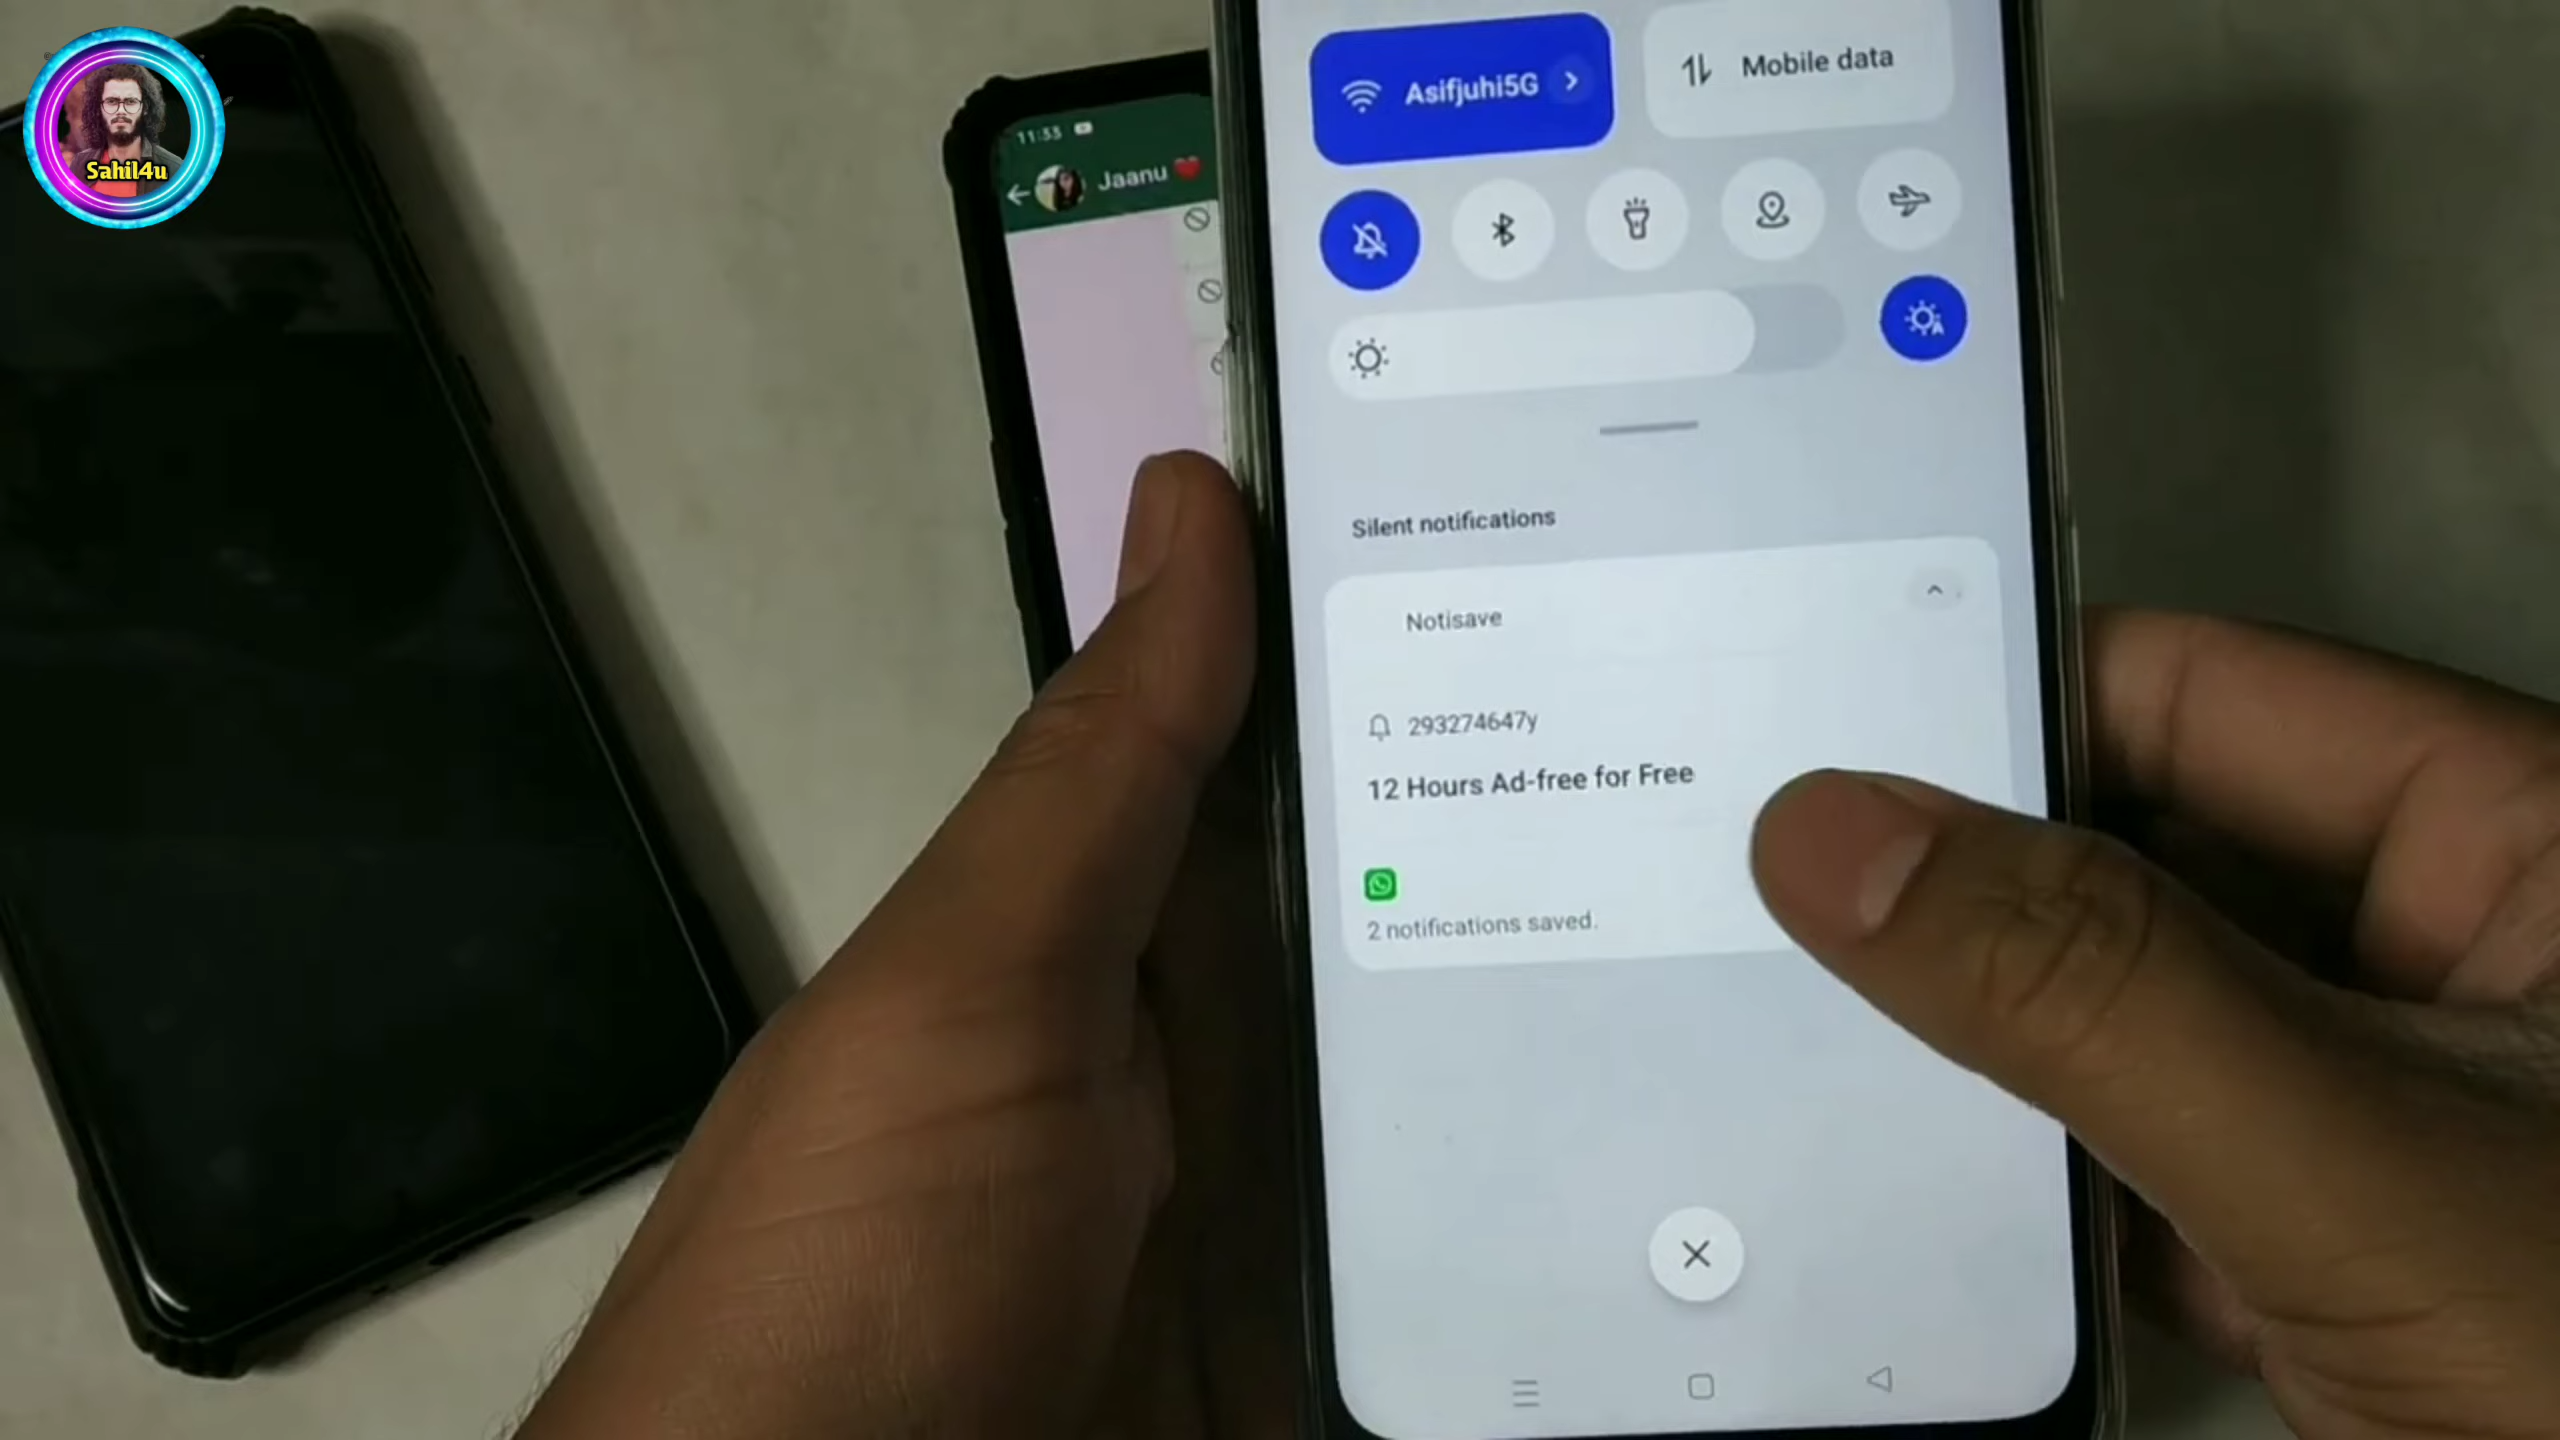 Sahil4u
11:53
Jaanu
Asifjuhi5G
Mobile data
Silent notifications
Notisave
293274647y
12 Hours Ad-free for Free
2 notifications saved.